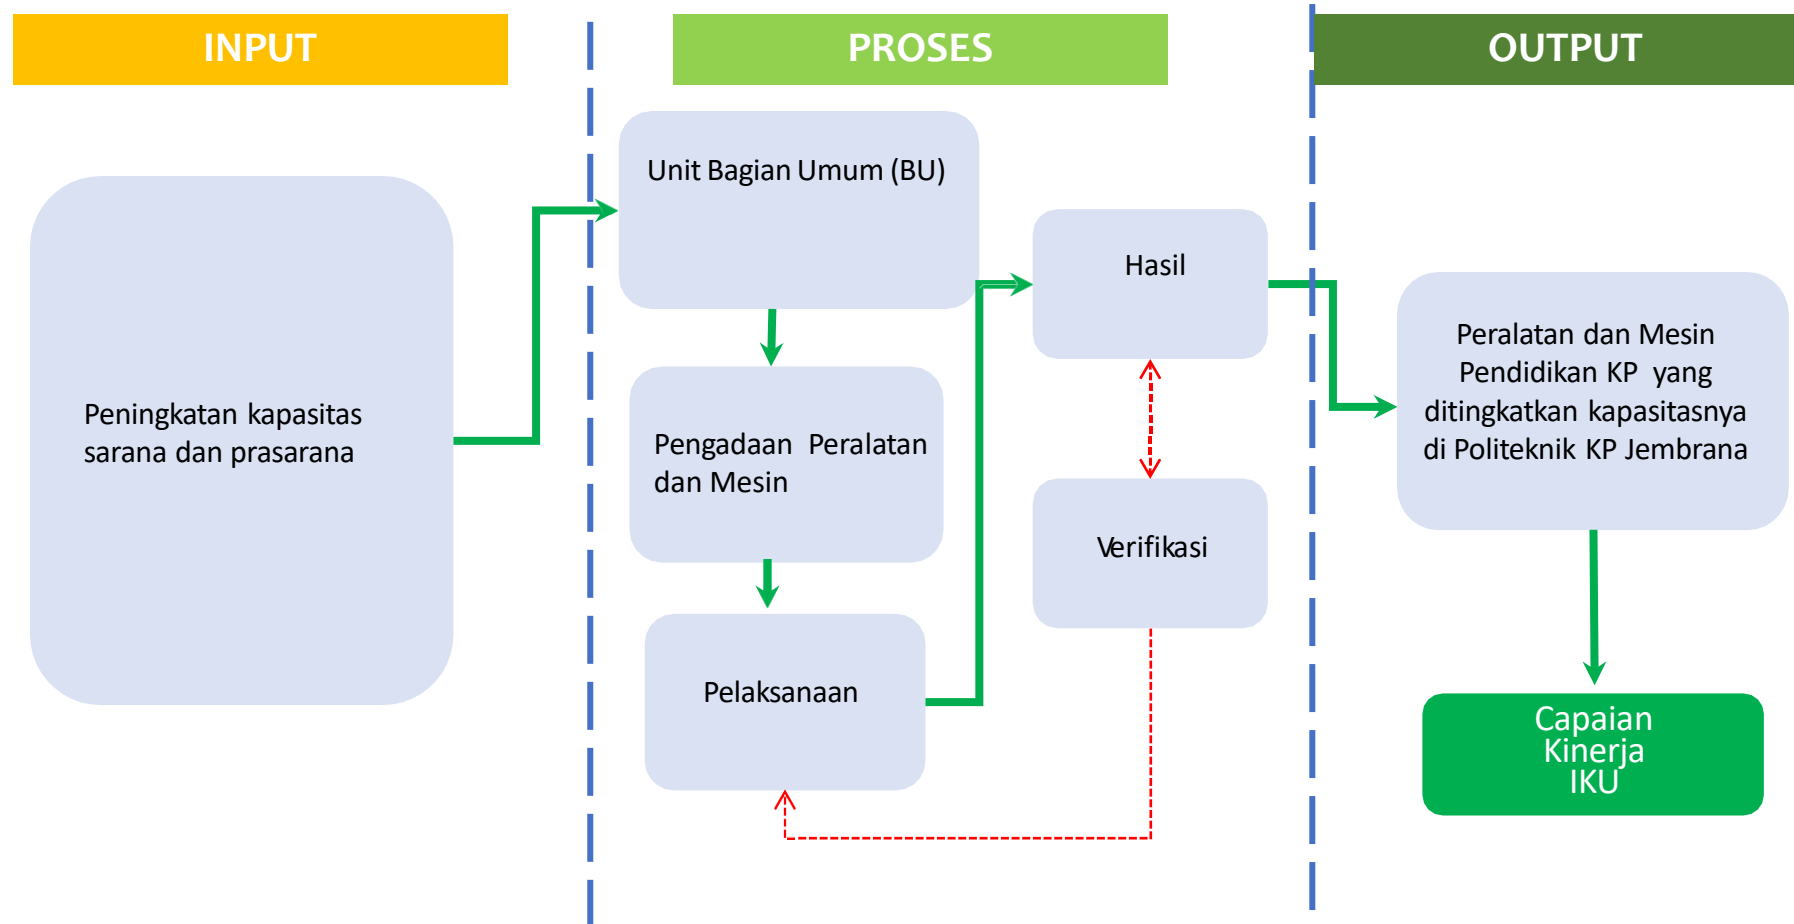 INPUT
PROSES
OUTPUT
Peningkatan kapasitas
sarana dan prasarana
Unit Bagian Umum (BU)
Pengadaan Peralatan
dan Mesin
Pelaksanaan
Hasil
Verifikasi
Peralatan dan Mesin
Pendidikan KP yang
ditingkatkan kapasitasnya
di Politeknik KP Jembrana
Capaian
Kinerja
IKU